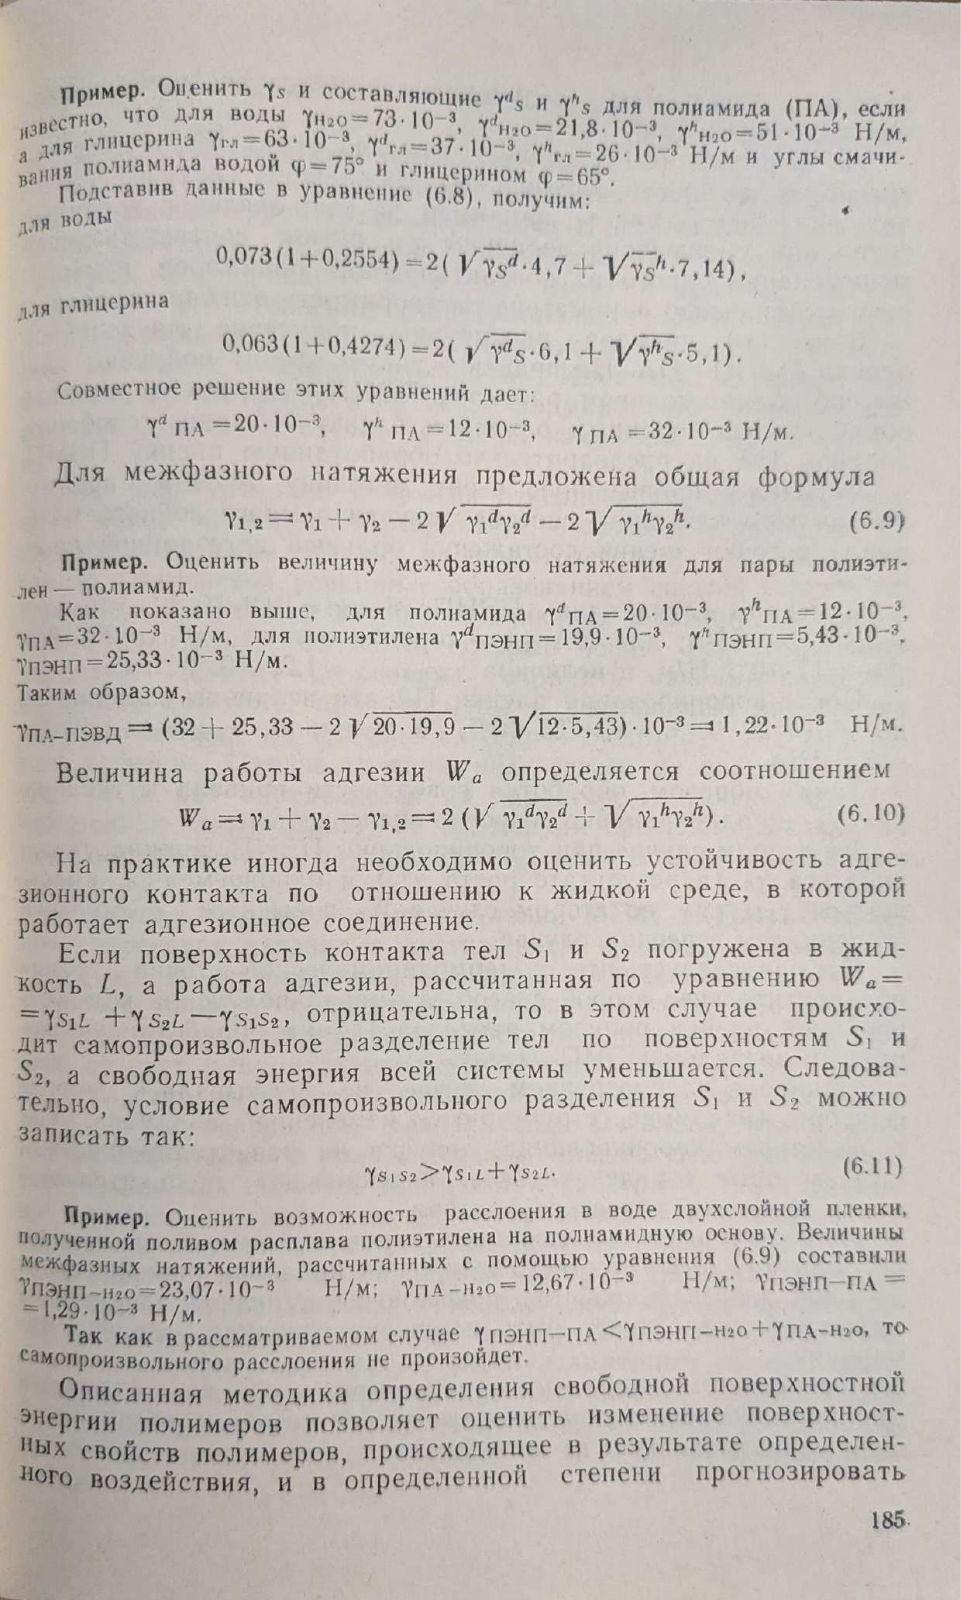 Пример. Оценить γs и составляющие γᵈs и γʰs для полиамида (ПА), если
известно, что для воды γH₂O=73·10⁻³, γᵈH₂O=21,8·10⁻³, γʰH₂O=51·10⁻³ Н/м,
а для глицерина γгл=63·10⁻³, γᵈгл=37·10⁻³, γʰгл=26·10⁻³ Н/м и углы смачи-
вания полиамида водой φ=75° и глицерином φ=65°.
Подставив данные в уравнение (6.8), получим:
для воды
0,073(1+0,2554)=2(√γsᵈ·4,7+√γsʰ·7,14),
для глицерина
0,063(1+0,4274)=2(√γᵈs·6,1+√γʰs·5,1).
Совместное решение этих уравнений дает:
γᵈПА=20·10⁻³, γʰПА=12·10⁻³, γПА=32·10⁻³ Н/м.
Для межфазного натяжения предложена общая формула
γ₁,₂=γ₁+γ₂−2√γ₁ᵈγ₂ᵈ−2√γ₁ʰγ₂ʰ. (6.9)
Пример. Оценить величину межфазного натяжения для пары полиэти-
лен — полиамид.
Как показано выше, для полиамида γᵈПА=20·10⁻³, γʰПА=12·10⁻³,
γПА=32·10⁻³ Н/м, для полиэтилена γᵈПЭНП=19,9·10⁻³, γʰПЭНП=5,43·10⁻³,
γПЭНП=25,33·10⁻³ Н/м.
Таким образом,
γПА–ПЭВД=(32+25,33−2√20·19,9−2√12·5,43)·10⁻³=1,22·10⁻³ Н/м.
Величина работы адгезии Wₐ определяется соотношением
Wₐ=γ₁+γ₂−γ₁,₂=2(√γ₁ᵈγ₂ᵈ+√γ₁ʰγ₂ʰ). (6.10)
На практике иногда необходимо оценить устойчивость адге-
зионного контакта по отношению к жидкой среде, в которой
работает адгезионное соединение.
Если поверхность контакта тел S₁ и S₂ погружена в жид-
кость L, а работа адгезии, рассчитанная по уравнению Wₐ=
=γS₁L+γS₂L—γS₁S₂, отрицательна, то в этом случае происхо-
дит самопроизвольное разделение тел по поверхностям S₁ и
S₂, а свободная энергия всей системы уменьшается. Следова-
тельно, условие самопроизвольного разделения S₁ и S₂ можно
записать так:
γS₁S₂>γS₁L+γS₂L. (6.11)
Пример. Оценить возможность расслоения в воде двухслойной пленки,
полученной поливом расплава полиэтилена на полиамидную основу. Величины
межфазных натяжений, рассчитанных с помощью уравнения (6.9) составили
γПЭНП–H₂O=23,07·10⁻³ Н/м; γПА–H₂O=12,67·10⁻³ Н/м; γПЭНП–ПА=
=1,29·10⁻³ Н/м.
Так как в рассматриваемом случае γПЭНП–ПА<γПЭНП–H₂O+γПА–H₂O, то
самопроизвольного расслоения не произойдет.
Описанная методика определения свободной поверхностной
энергии полимеров позволяет оценить изменение поверхност-
ных свойств полимеров, происходящее в результате определен-
ного воздействия, и в определенной степени прогнозировать
185